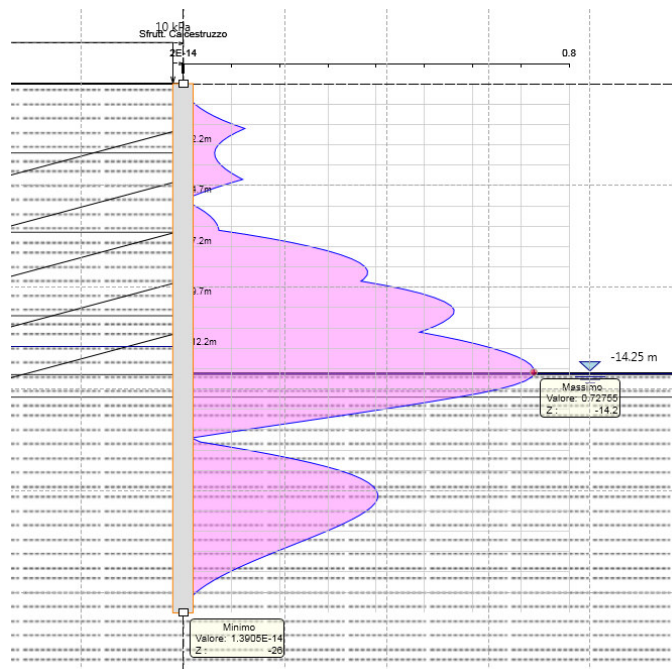 10 kPa
Sfrutt. Calcestruzzo
2E-14
0.8
2.2m
4.7m
7.2m
9.7m
12.2m
-14.25 m
Massimo
Valore: 0.72755
Z : -14.2
Minimo
Valore: 1.3905E-14
Z : -26